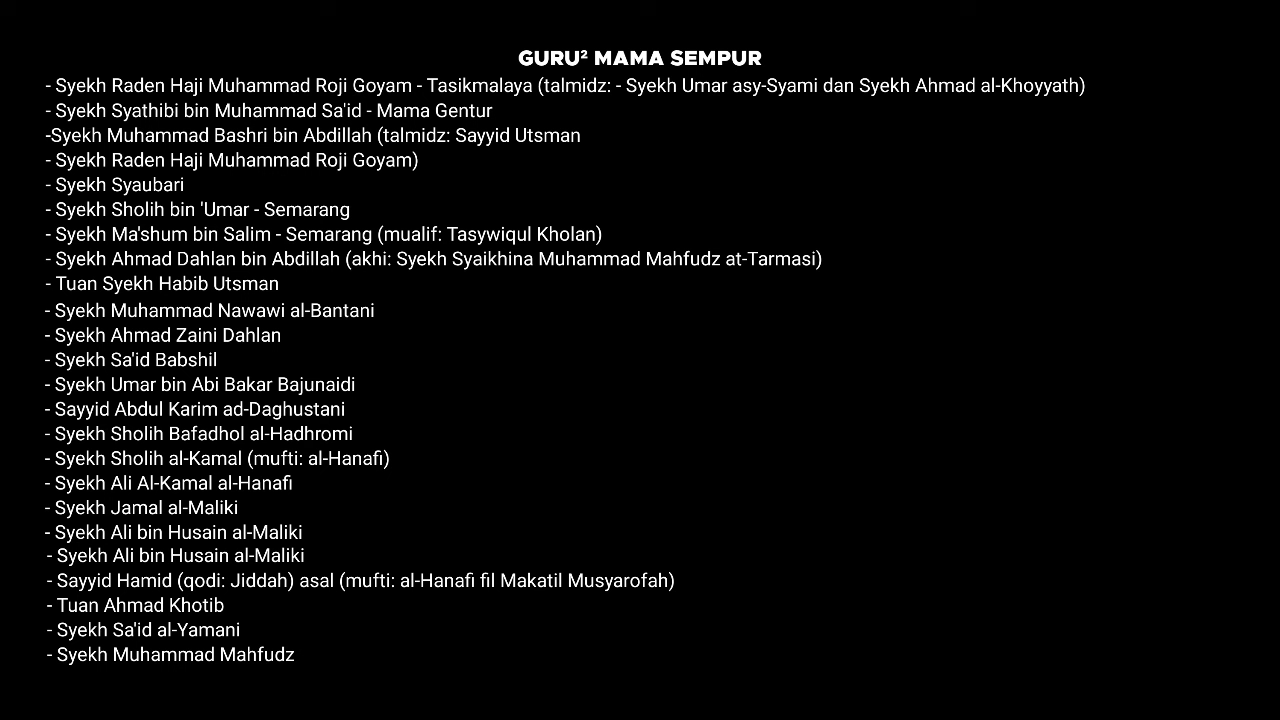 GURU² MAMA SEMPUR
- Syekh Raden Haji Muhammad Roji Goyam - Tasikmalaya (talmidz: - Syekh Umar asy-Syami dan Syekh Ahmad al-Khoyyath)
- Syekh Syathibi bin Muhammad Sa'id - Mama Gentur
-Syekh Muhammad Bashri bin Abdillah (talmidz: Sayyid Utsman
- Syekh Raden Haji Muhammad Roji Goyam)
- Syekh Syaubari
- Syekh Sholih bin 'Umar - Semarang
- Syekh Ma'shum bin Salim - Semarang (mualif: Tasywiqul Kholan)
- Syekh Ahmad Dahlan bin Abdillah (akhi: Syekh Syaikhina Muhammad Mahfudz at-Tarmasi)
- Tuan Syekh Habib Utsman
- Syekh Muhammad Nawawi al-Bantani
- Syekh Ahmad Zaini Dahlan
- Syekh Sa'id Babshil
- Syekh Umar bin Abi Bakar Bajunaidi
- Sayyid Abdul Karim ad-Daghustani
- Syekh Sholih Bafadhol al-Hadhromi
- Syekh Sholih al-Kamal (mufti: al-Hanafi)
- Syekh Ali Al-Kamal al-Hanafi
- Syekh Jamal al-Maliki
- Syekh Ali bin Husain al-Maliki
- Syekh Ali bin Husain al-Maliki
- Sayyid Hamid (qodi: Jiddah) asal (mufti: al-Hanafi fil Makatil Musyarofah)
- Tuan Ahmad Khotib
- Syekh Sa'id al-Yamani
- Syekh Muhammad Mahfudz